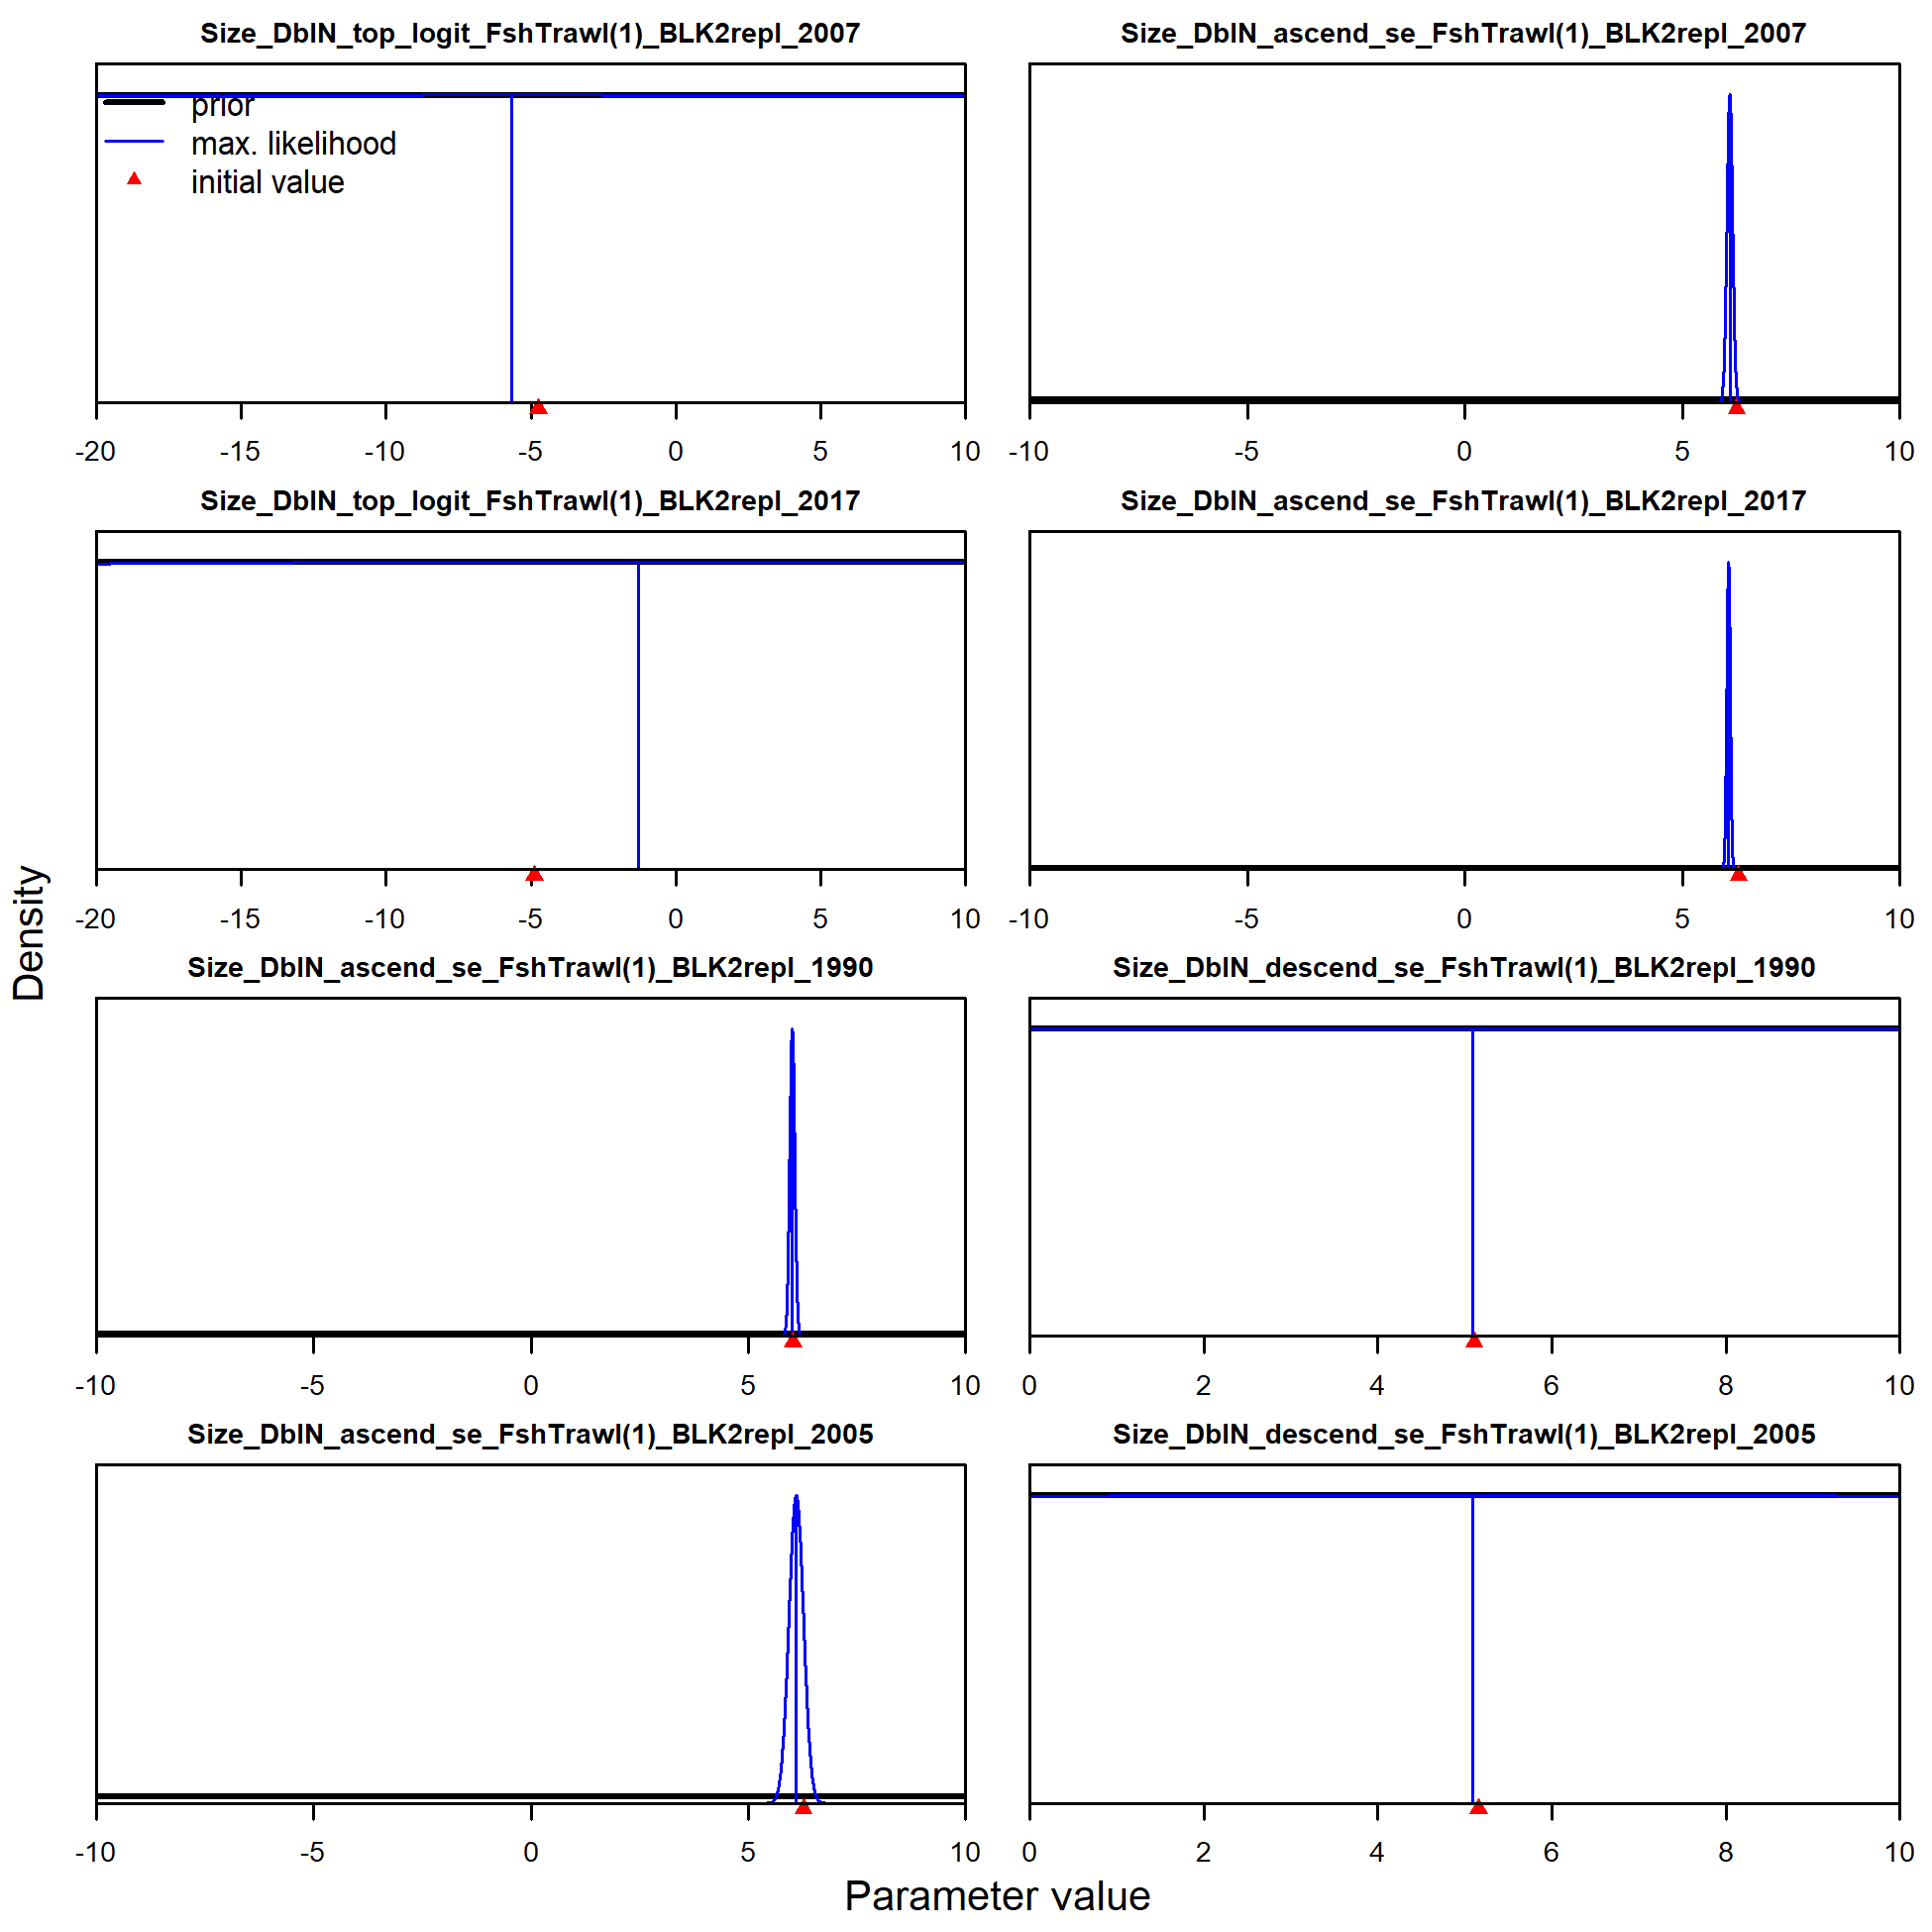 Size_DblN_top_logit_FshTrawl(1)_BLK2repl_2007
prior
max. likelihood
initial value
-20 -15 -10 -5 0 5 10
Size_DblN_ascend_se_FshTrawl(1)_BLK2repl_2007
-10 -5 0 5 10
Size_DblN_top_logit_FshTrawl(1)_BLK2repl_2017
-20 -15 -10 -5 0 5 10
Size_DblN_ascend_se_FshTrawl(1)_BLK2repl_2017
-10 -5 0 5 10
Size_DblN_ascend_se_FshTrawl(1)_BLK2repl_1990
-10 -5 0 5 10
Size_DblN_descend_se_FshTrawl(1)_BLK2repl_1990
0 2 4 6 8 10
Size_DblN_ascend_se_FshTrawl(1)_BLK2repl_2005
-10 -5 0 5 10
Size_DblN_descend_se_FshTrawl(1)_BLK2repl_2005
0 2 4 6 8 10
Density
Parameter value